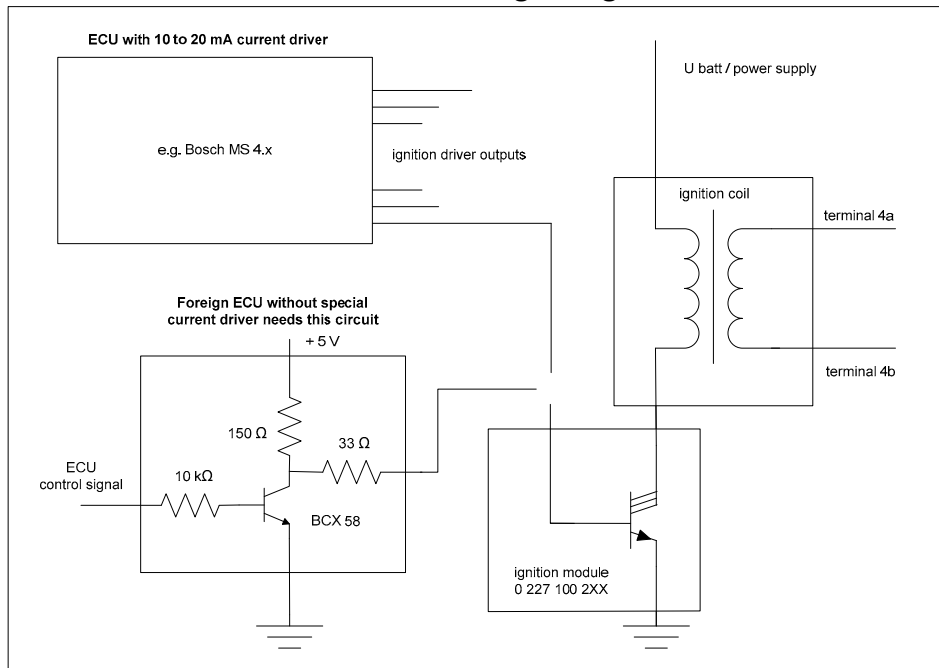 ECU with 10 to 20 mA current driver
e.g. Bosch MS 4.x
ignition driver outputs
U batt / power supply
ignition coil
terminal 4a
terminal 4b
Foreign ECU without special
current driver needs this circuit
+ 5 V
150 Ω
33 Ω
ECU
control signal
10 kΩ
BCX 58
ignition module
0 227 100 2XX